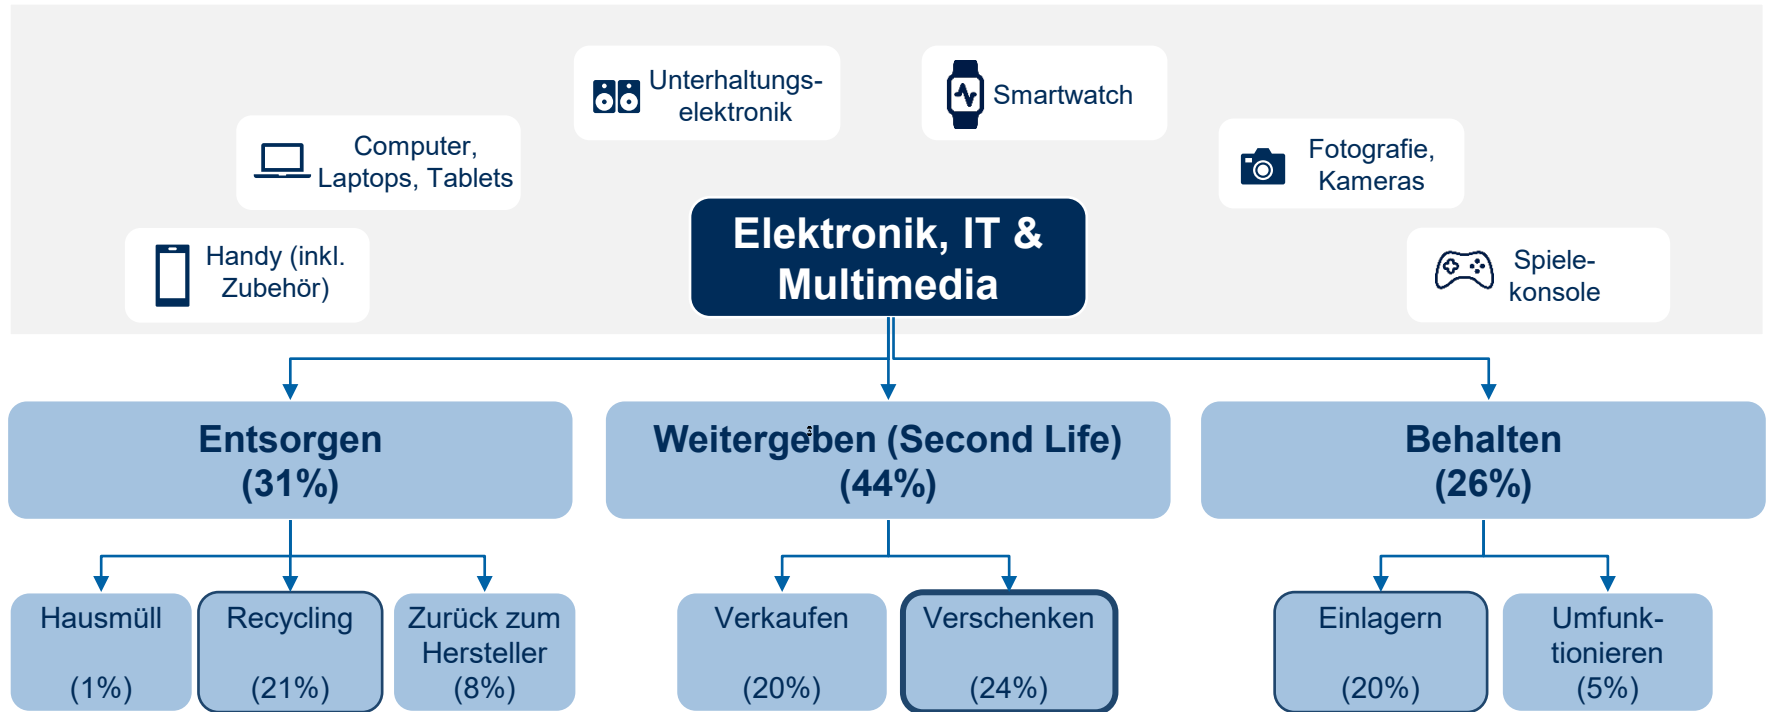 Unterhaltungs-
elektronik
Smartwatch
Computer,
Laptops, Tablets
Fotografie,
Kameras
Handy (inkl.
Zubehör)
Elektronik, IT &
Multimedia
Spiele-
konsole
Entsorgen
(31%)
Weitergeben (Second Life)
(44%)
Behalten
(26%)
Hausmüll
(1%)
Recycling
(21%)
Zurück zum
Hersteller
(8%)
Verkaufen
(20%)
Verschenken
(24%)
Einlagern
(20%)
Umfunk-
tionieren
(5%)